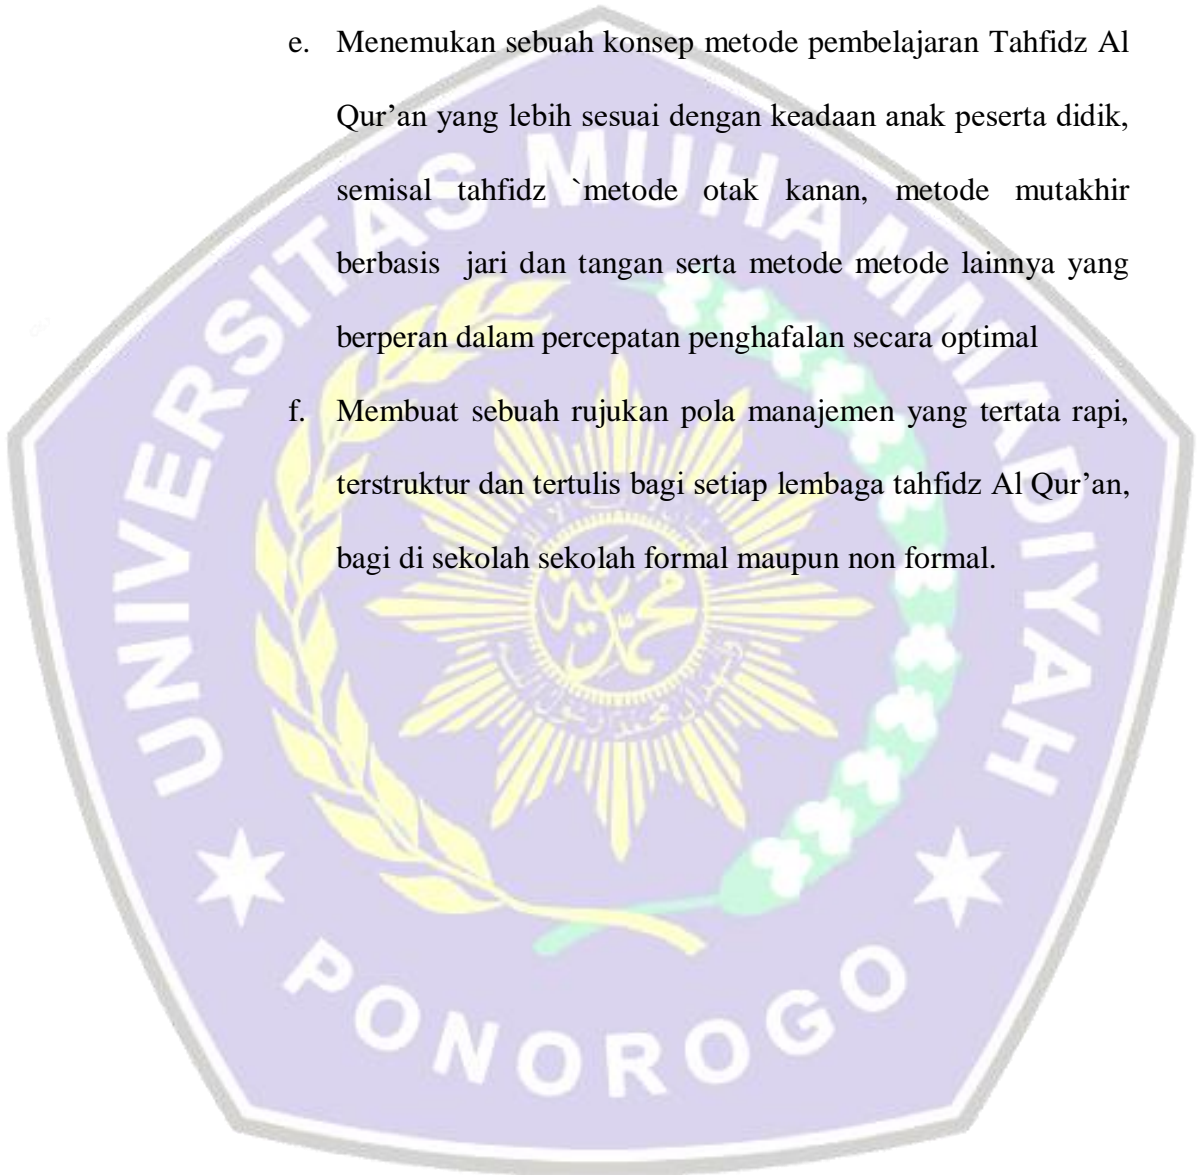 e. Menemukan sebuah konsep metode pembelajaran Tahfidz Al
Qur’an yang lebih sesuai dengan keadaan anak peserta didik,
semisal tahfidz `metode otak kanan, metode mutakhir
berbasis jari dan tangan serta metode metode lainnya yang
berperan dalam percepatan penghafalan secara optimal
f. Membuat sebuah rujukan pola manajemen yang tertata rapi,
terstruktur dan tertulis bagi setiap lembaga tahfidz Al Qur’an,
bagi di sekolah sekolah formal maupun non formal.
UNIVERSITAS MUHAMMADIYAH
PONOROGO
محمدية